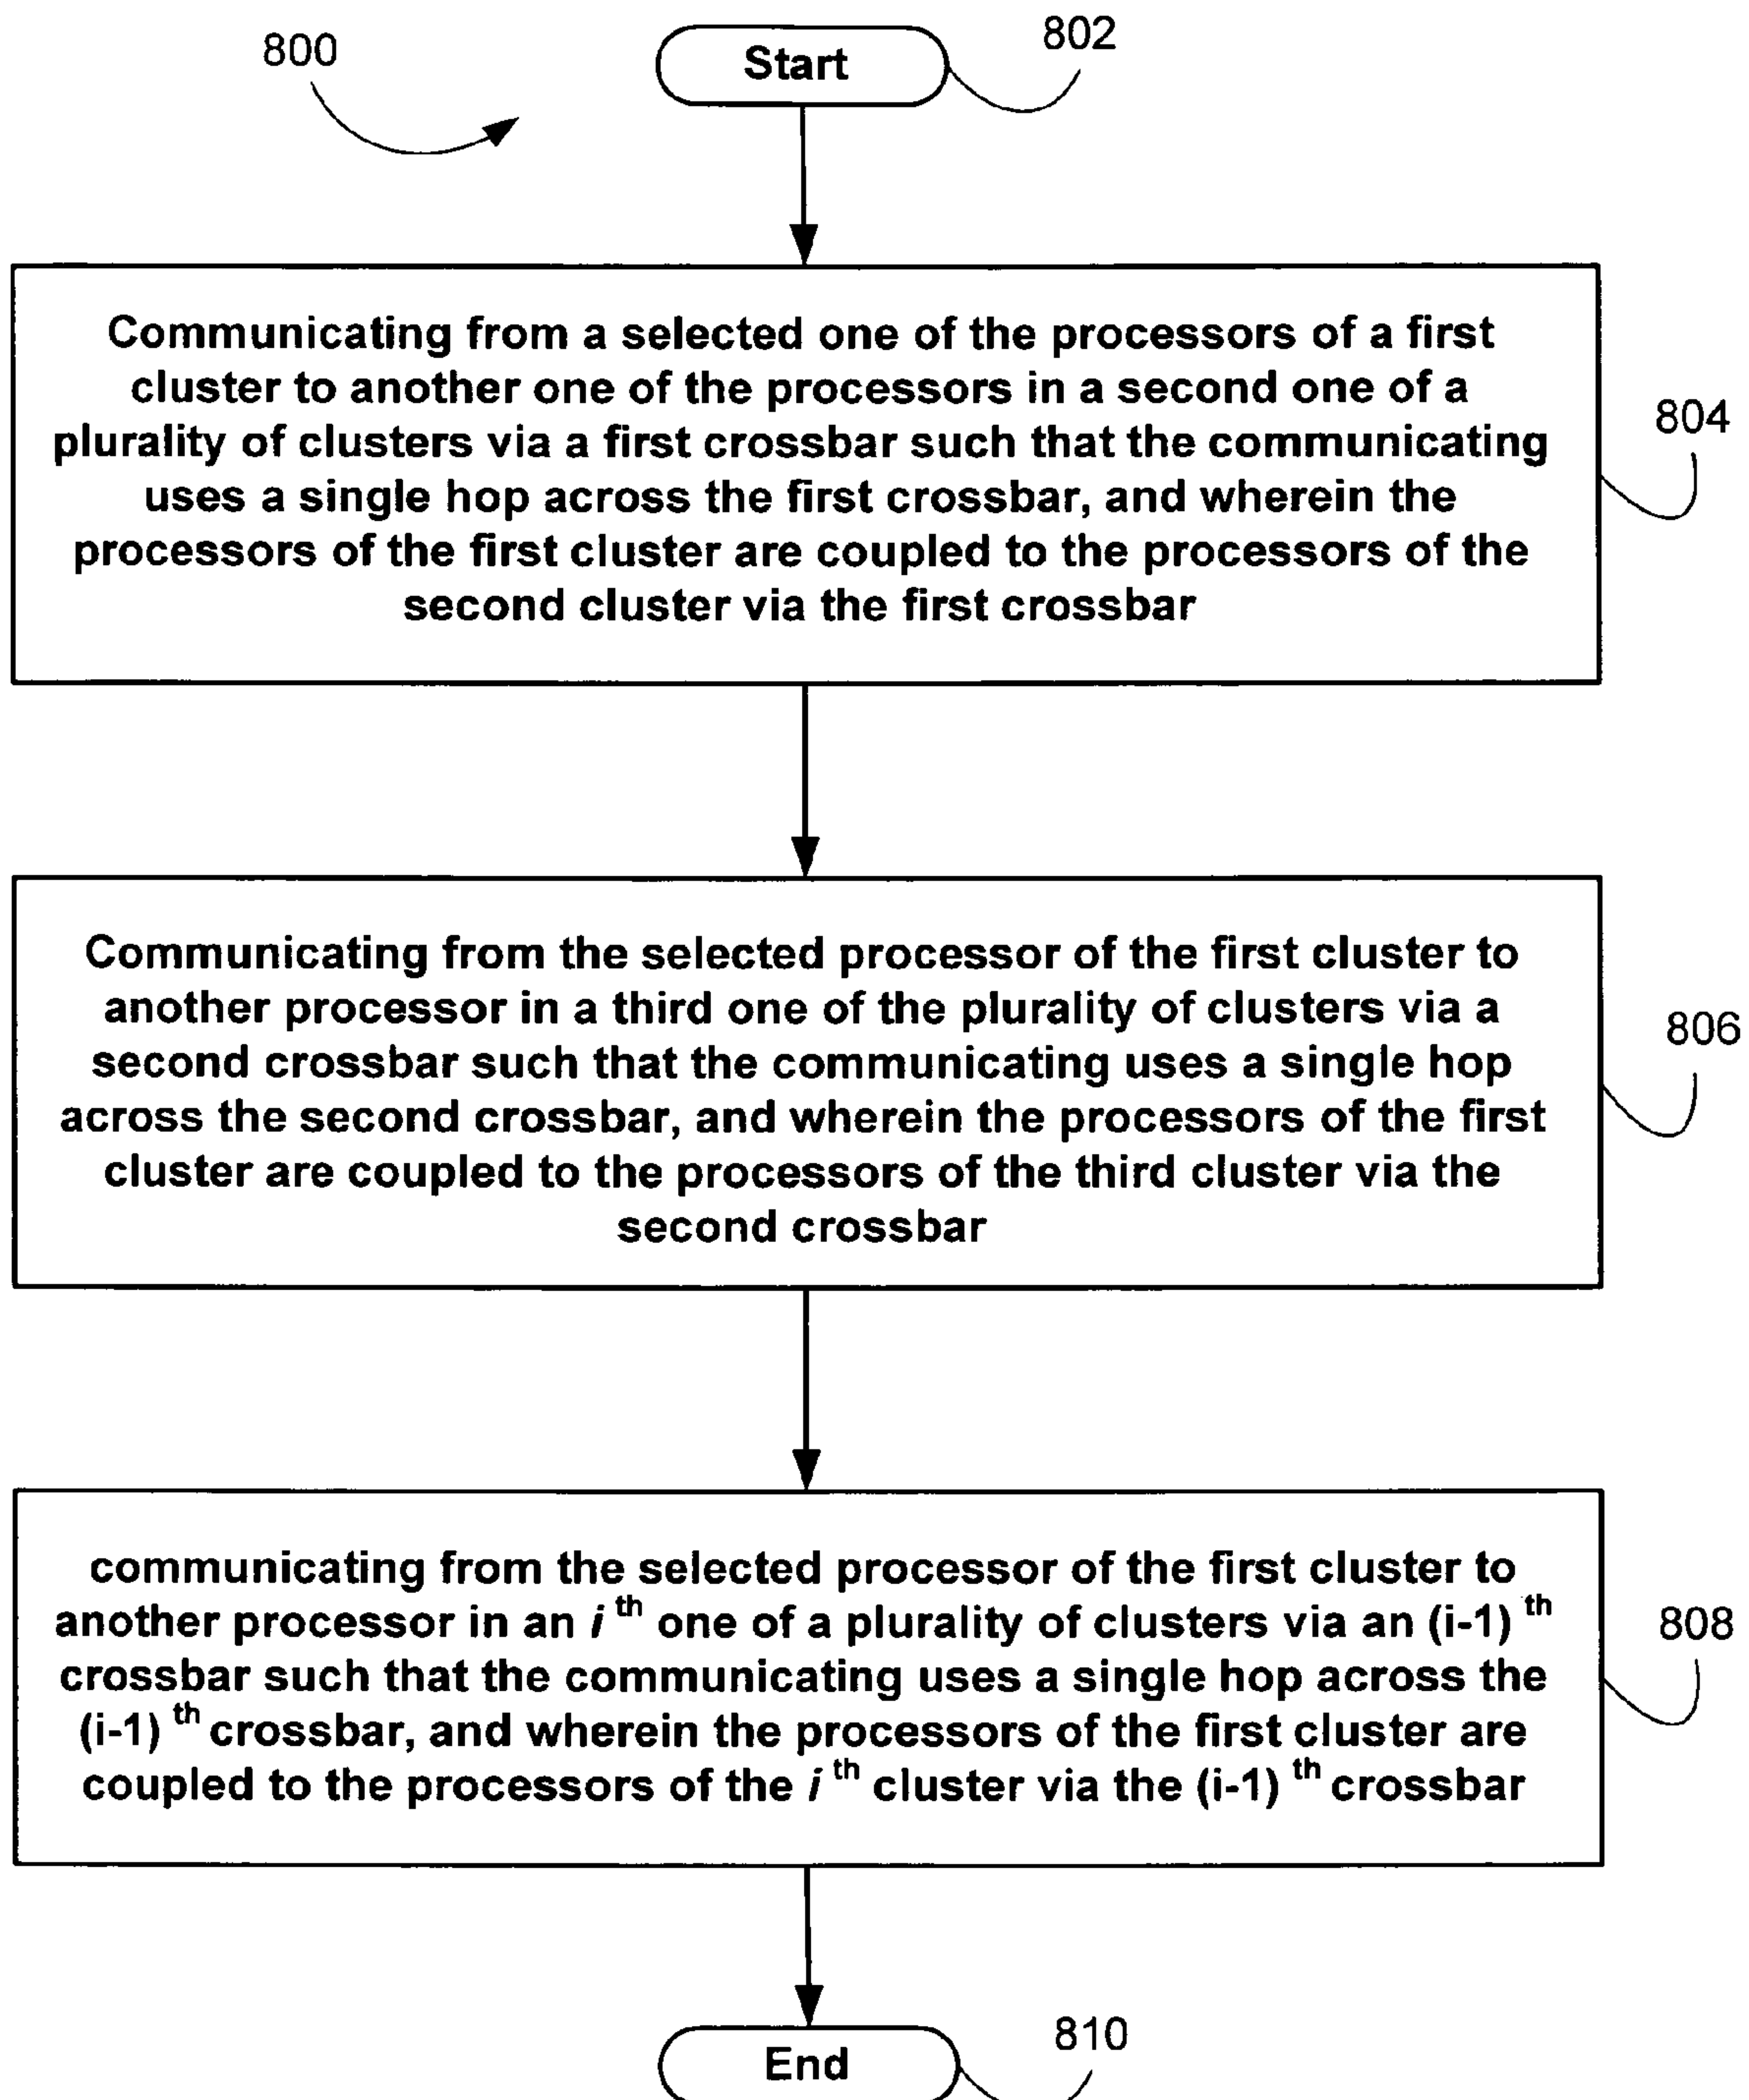 800
Start
802
Communicating from a selected one of the processors of a first
cluster to another one of the processors in a second one of a
plurality of clusters via a first crossbar such that the communicating
uses a single hop across the first crossbar, and wherein the
processors of the first cluster are coupled to the processors of the
second cluster via the first crossbar
804
Communicating from the selected processor of the first cluster to
another processor in a third one of the plurality of clusters via a
second crossbar such that the communicating uses a single hop
across the second crossbar, and wherein the processors of the first
cluster are coupled to the processors of the third cluster via the
second crossbar
806
communicating from the selected processor of the first cluster to
another processor in an i th one of a plurality of clusters via an (i-1) th
crossbar such that the communicating uses a single hop across the
(i-1) th crossbar, and wherein the processors of the first cluster are
coupled to the processors of the i th cluster via the (i-1) th crossbar
808
End
810